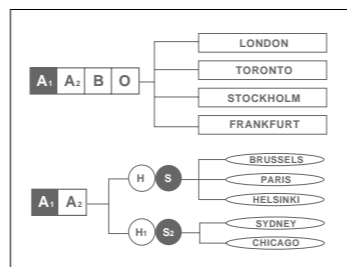 LONDON
TORONTO
A1 A2 B O
STOCKHOLM
FRANKFURT
BRUSSELS
H S
PARIS
HELSINKI
A1 A2
H1 S2
SYDNEY
CHICAGO